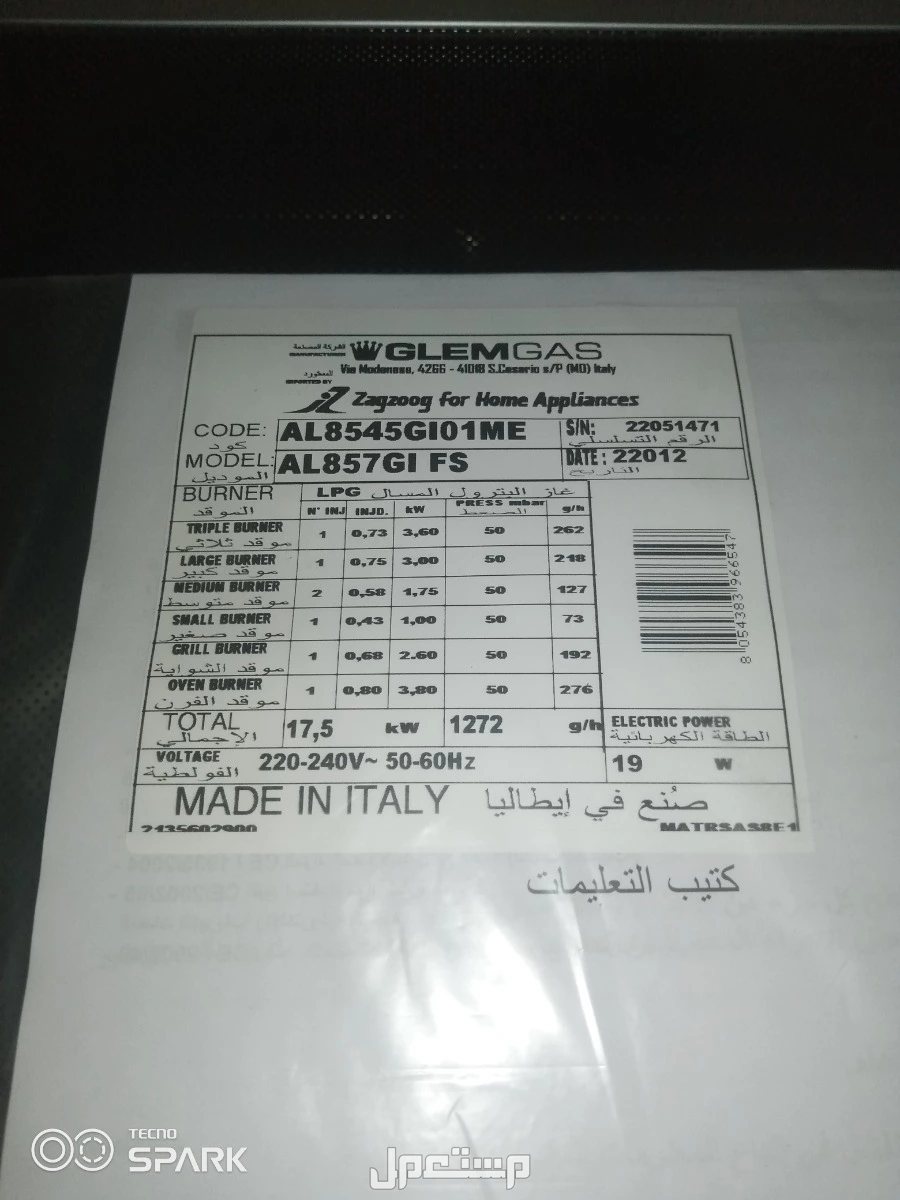 الشركة المصنعة
MANUFACTURER
GLEMGAS
Via Modenese, 4266 - 41018 S.Cesario s/P (MO) Italy
المستورد
IMPORTED BY
Zagzoog For Home Appliances
CODE: AL8545GI01ME S/N: 22051471
كود الرقم التسلسلي
MODEL: AL857GI FS DATE: 22012
الموديل التاريخ
BURNER LPG غاز البترول المسال
الموقد N° INJ INJD. kW PRESS mbar الضغط g/h
TRIPLE BURNER 1 0,73 3,60 50 262
موقد ثلاثي
LARGE BURNER 1 0,75 3,00 50 218
موقد كبير
MEDIUM BURNER 2 0,58 1,75 50 127
موقد متوسط
SMALL BURNER 1 0,43 1,00 50 73
موقد صغير
GRILL BURNER 1 0,68 2.60 50 192
موقد الشواية
OVEN BURNER 1 0,80 3,80 50 276
موقد الفرن
8 054383 966547
TOTAL 17,5 kW 1272 g/h ELECTRIC POWER
الإجمالي الطاقة الكهربائية
VOLTAGE 220-240V~ 50-60Hz 19 W
الفولطية
MADE IN ITALY صُنع في إيطاليا
2135602900 MATRSAS8E1
كتيب التعليمات
TECNO
SPARK
مستعمل